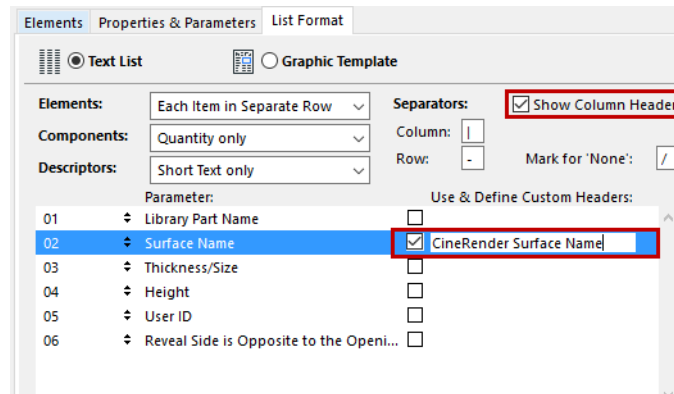 Elements Properties & Parameters List Format
Text List Graphic Template
Elements: Each Item in Separate Row Separators: Show Column Header
Components: Quantity only Column: |
Descriptors: Short Text only Row: - Mark for 'None': /
Parameter: Use & Define Custom Headers:
01 Library Part Name
02 Surface Name CineRender Surface Name
03 Thickness/Size
04 Height
05 User ID
06 Reveal Side is Opposite to the Openi...